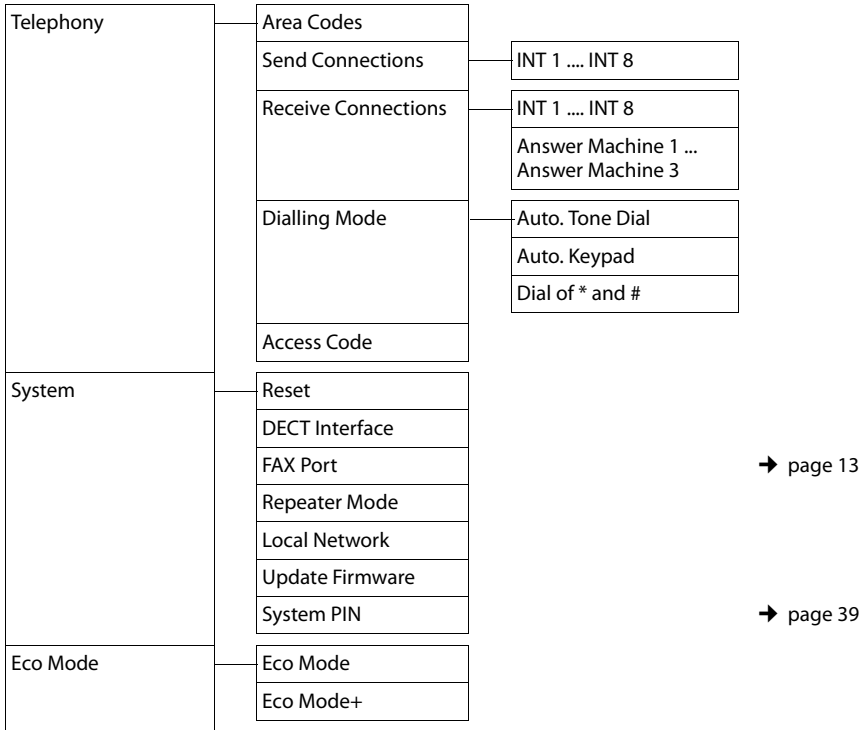 Telephony Area Codes
Send Connections INT 1 .... INT 8
Receive Connections INT 1 .... INT 8
Answer Machine 1 ...
Answer Machine 3
Dialling Mode Auto. Tone Dial
Auto. Keypad
Dial of * and #
Access Code
System Reset
DECT Interface
FAX Port ➔ page 13
Repeater Mode
Local Network
Update Firmware
System PIN ➔ page 39
Eco Mode Eco Mode
Eco Mode+